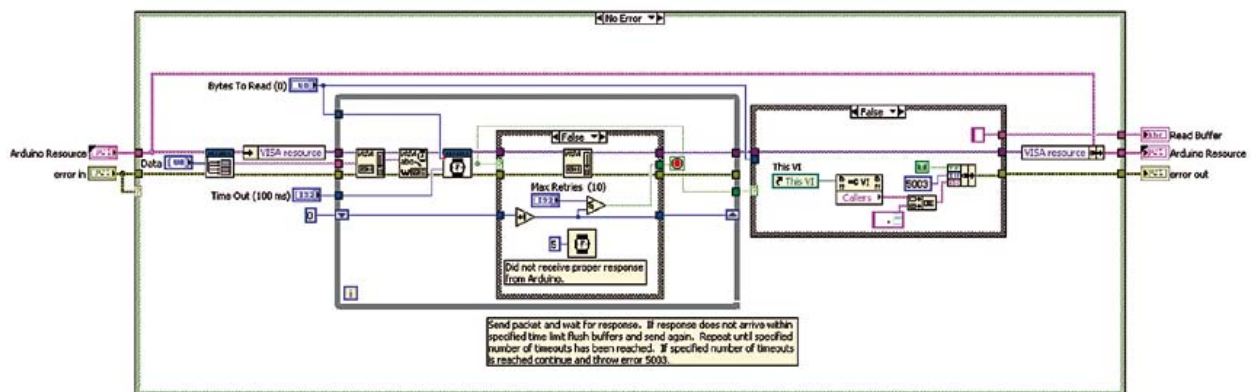 No Error
Bytes To Read (0)
U8
Arduino Resource
error in
Data
VISA resource
Time Out (100 ms)
I32
0
False
Max Retries (10)
I32
5
Did not receive proper response
from Arduino.
i
False
This VI
This VI
VI
Callers
5003
VISA resource
Read Buffer
Arduino Resource
error out
Send packet and wait for response. If response does not arrive within
specified time limit flush buffers and send again. Repeat until specified
number of timeouts has been reached. If specified number of timeouts
is reached continue and throw error 5003.